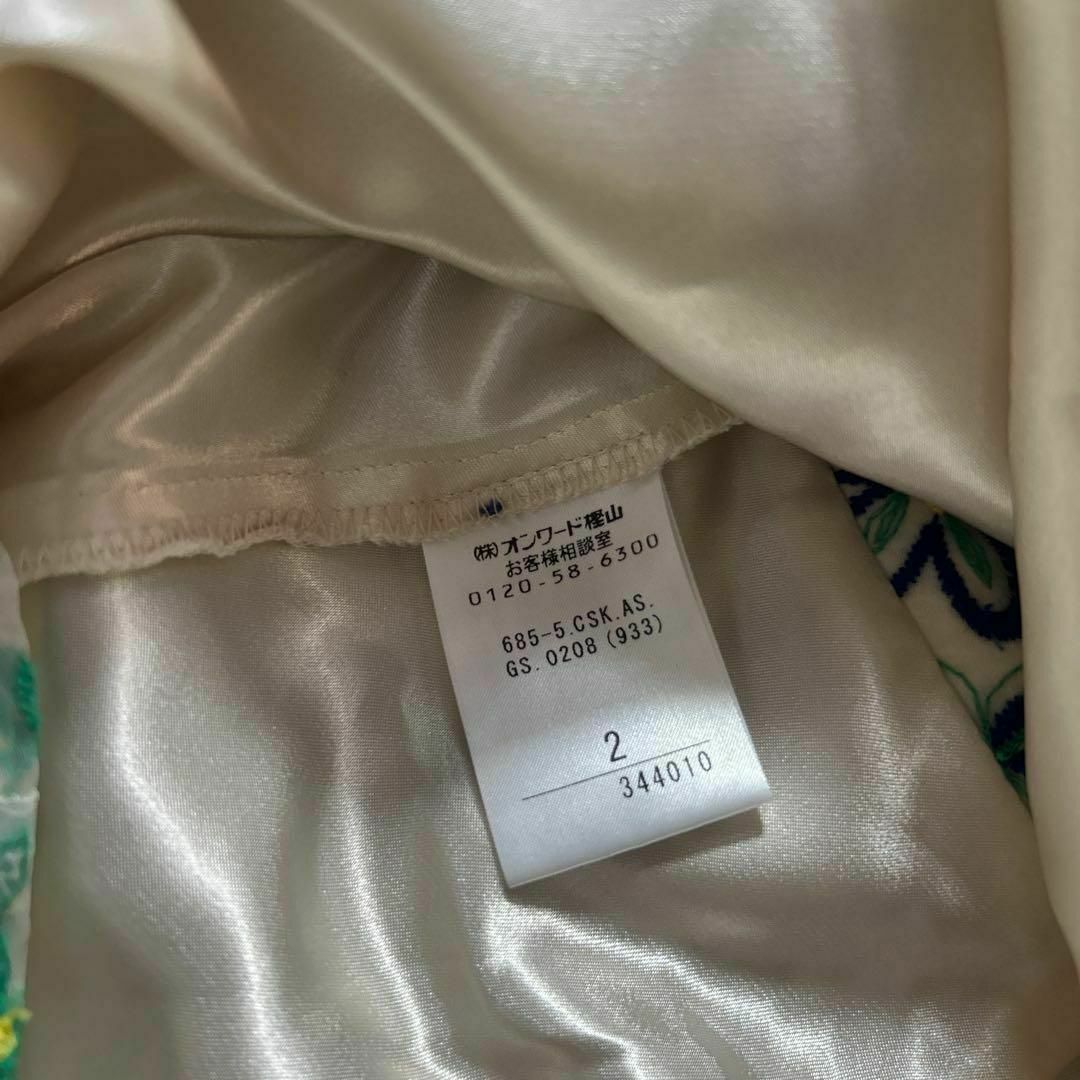 (株)オンワード樫山
お客様相談室
0120-58-6300
685-5.CSK.AS.
GS.0208(933)
2
344010